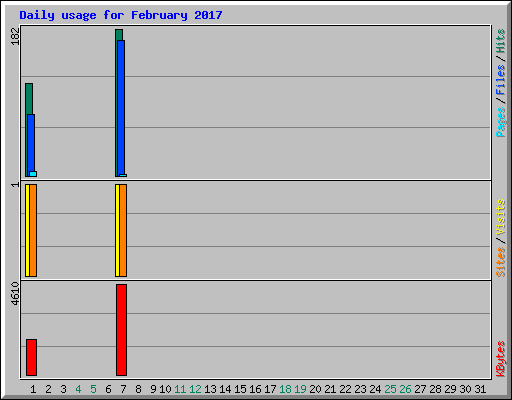 Daily usage for February 2017
182
Pages / Files / Hits
1
Sites / Visits
4610
KBytes
1 2 3 4 5 6 7 8 9 10 11 12 13 14 15 16 17 18 19 20 21 22 23 24 25 26 27 28 29 30 31